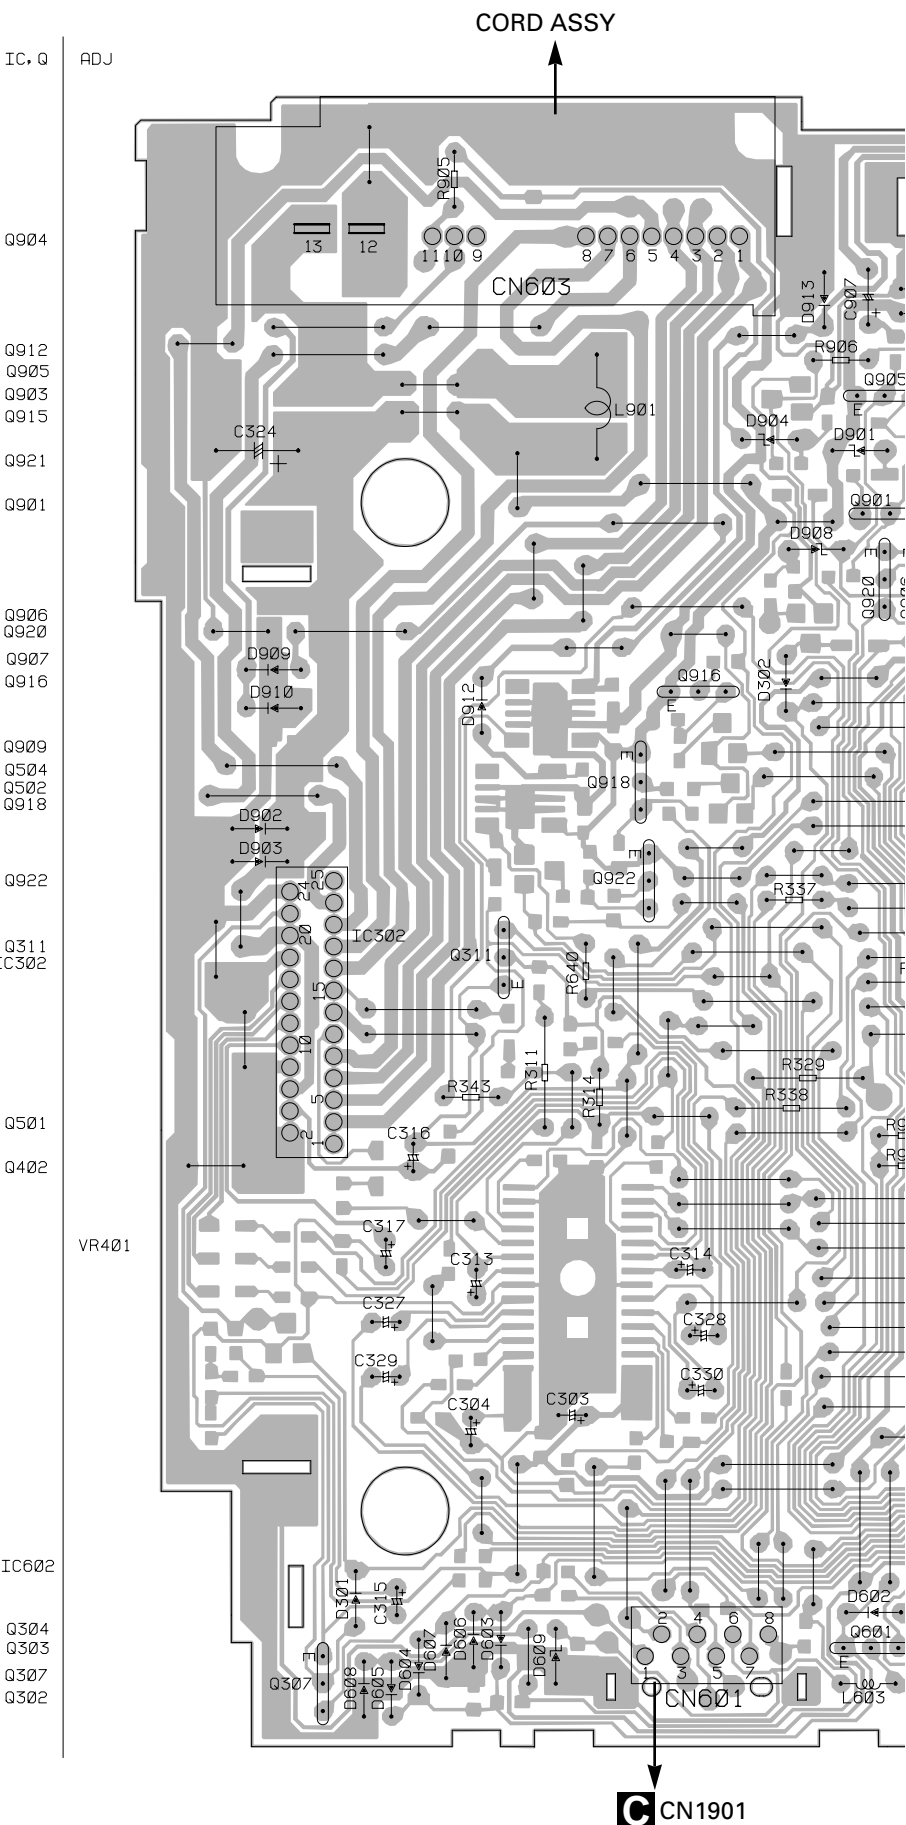 CORD ASSY
IC, Q ADJ
R905
Q904
13 12 11 10 9 8 7 6 5 4 3 2 1
CN603
D913
C907
+
Q912
R906
Q905
Q905
Q903
E
Q915
L901
D904
C324
D901
+
Q921
Q901
Q901
D908
E
Q920
Q906
Q920
D909
Q907
Q916
Q916
D302
D910
D912
E
Q909
E
Q504
Q502
Q918
Q918
D902
D903
E
Q922
25
24
Q922
R337
20
IC302
Q311
Q311
IC302
R640
E
15
10
R311
R329
R343
R314
R338
5
Q501
2
1
C316
+
Q402
C317
+
VR401
C313
+
C314
+
C327
+
C328
+
C329
+
C330
+
C304
+
C303
+
IC602
D301
C315
+
D602
Q304
2 4 6 8
Q601
Q303
D607
D606
D603
D609
E
E
Q307
Q307
D608
D605
D604
1 3 5 7
Q302
CN601
L603
C CN1901